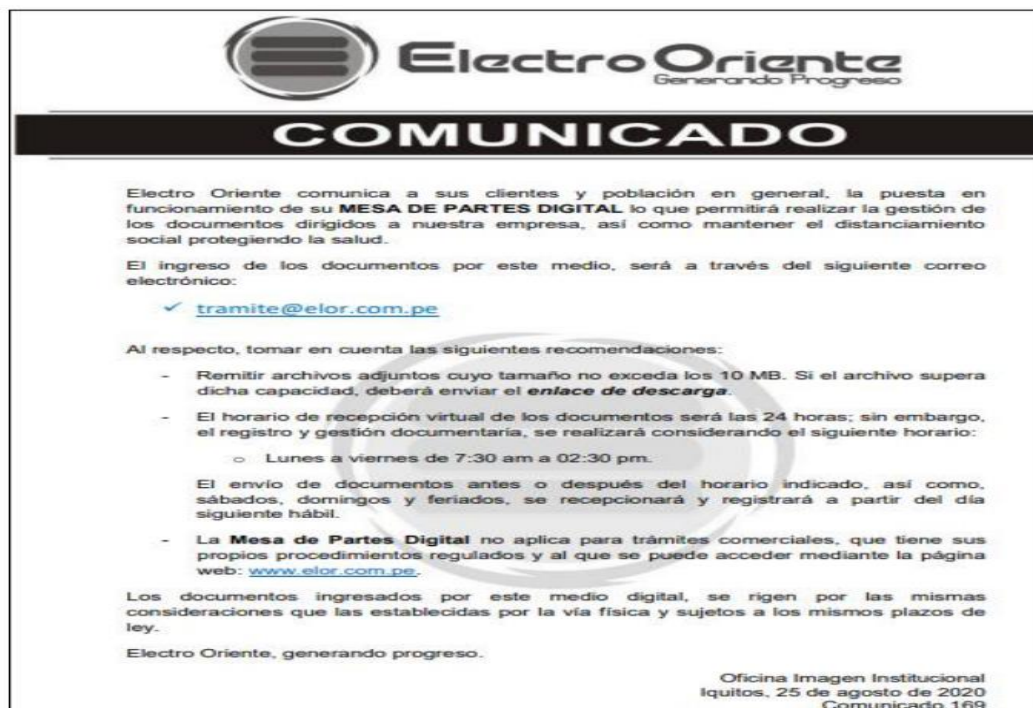 Electro Oriente
Generando Progreso
COMUNICADO
Electro Oriente comunica a sus clientes y población en general, la puesta en
funcionamiento de su MESA DE PARTES DIGITAL lo que permitirá realizar la gestión de
los documentos dirigidos a nuestra empresa, así como mantener el distanciamiento
social protegiendo la salud.
El ingreso de los documentos por este medio, será a través del siguiente correo
electrónico:
✓ tramite@elor.com.pe
Al respecto, tomar en cuenta las siguientes recomendaciones:
- Remitir archivos adjuntos cuyo tamaño no exceda los 10 MB. Si el archivo supera
dicha capacidad, deberá enviar el enlace de descarga.
- El horario de recepción virtual de los documentos será las 24 horas; sin embargo,
el registro y gestión documentaria, se realizará considerando el siguiente horario:
o Lunes a viernes de 7:30 am a 02:30 pm.
El envío de documentos antes o después del horario indicado, así como,
sábados, domingos y feriados, se recepcionará y registrará a partir del día
siguiente hábil.
- La Mesa de Partes Digital no aplica para trámites comerciales, que tiene sus
propios procedimientos regulados y al que se puede acceder mediante la página
web: www.elor.com.pe.
Los documentos ingresados por este medio digital, se rigen por las mismas
consideraciones que las establecidas por la vía física y sujetos a los mismos plazos de
ley.
Electro Oriente, generando progreso.
Oficina Imagen Institucional
Iquitos, 25 de agosto de 2020
Comunicado 169